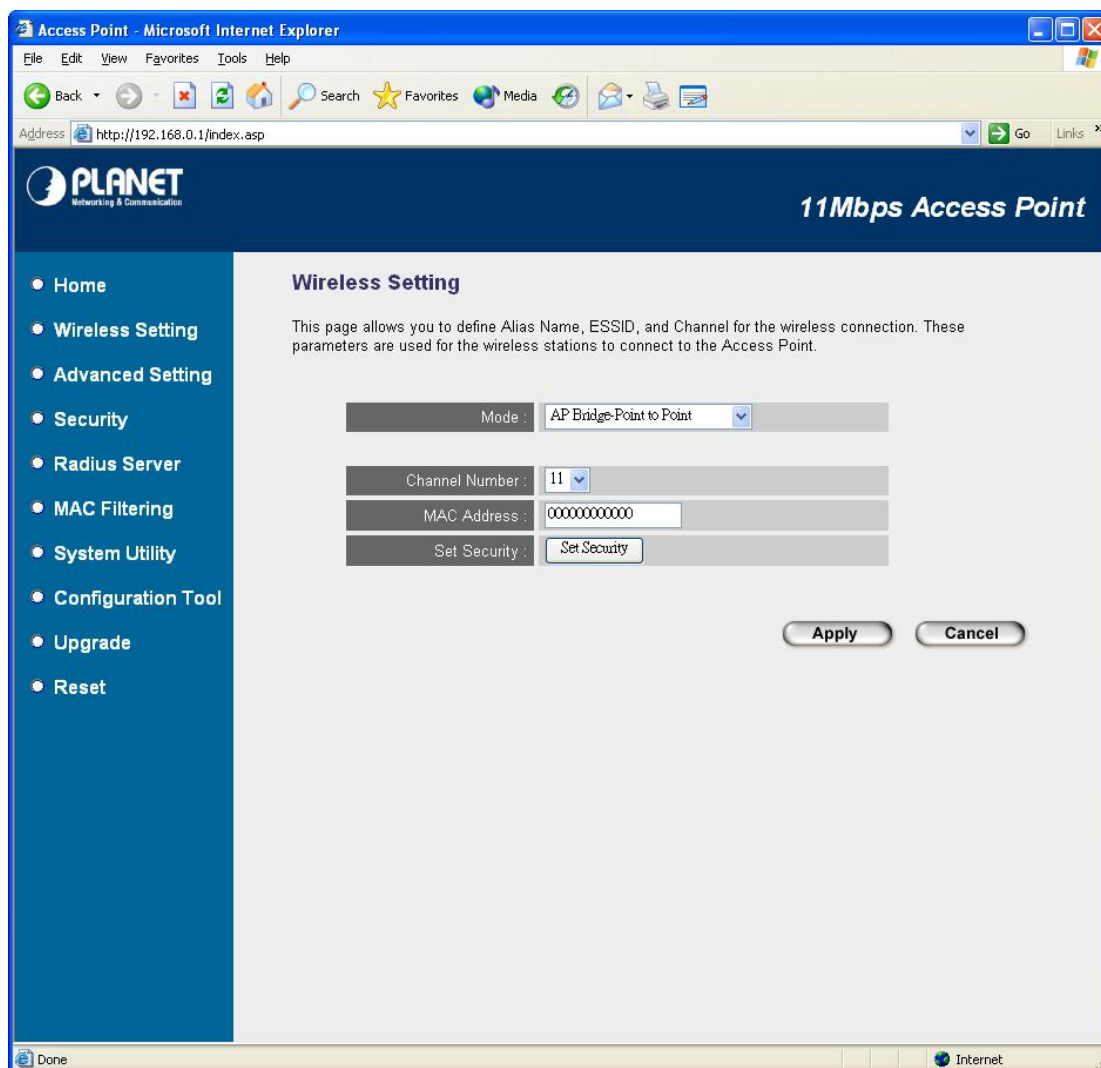 Access Point - Microsoft Internet Explorer
File Edit View Favorites Tools Help
Back Search Favorites Media
Address http://192.168.0.1/index.asp Go Links »
PLANET
Networking & Communication
11Mbps Access Point
Home
Wireless Setting
Advanced Setting
Security
Radius Server
MAC Filtering
System Utility
Configuration Tool
Upgrade
Reset
Wireless Setting
This page allows you to define Alias Name, ESSID, and Channel for the wireless connection. These
parameters are used for the wireless stations to connect to the Access Point.
Mode : AP Bridge-Point to Point
Channel Number : 11
MAC Address : 000000000000
Set Security : Set Security
Apply Cancel
Done Internet